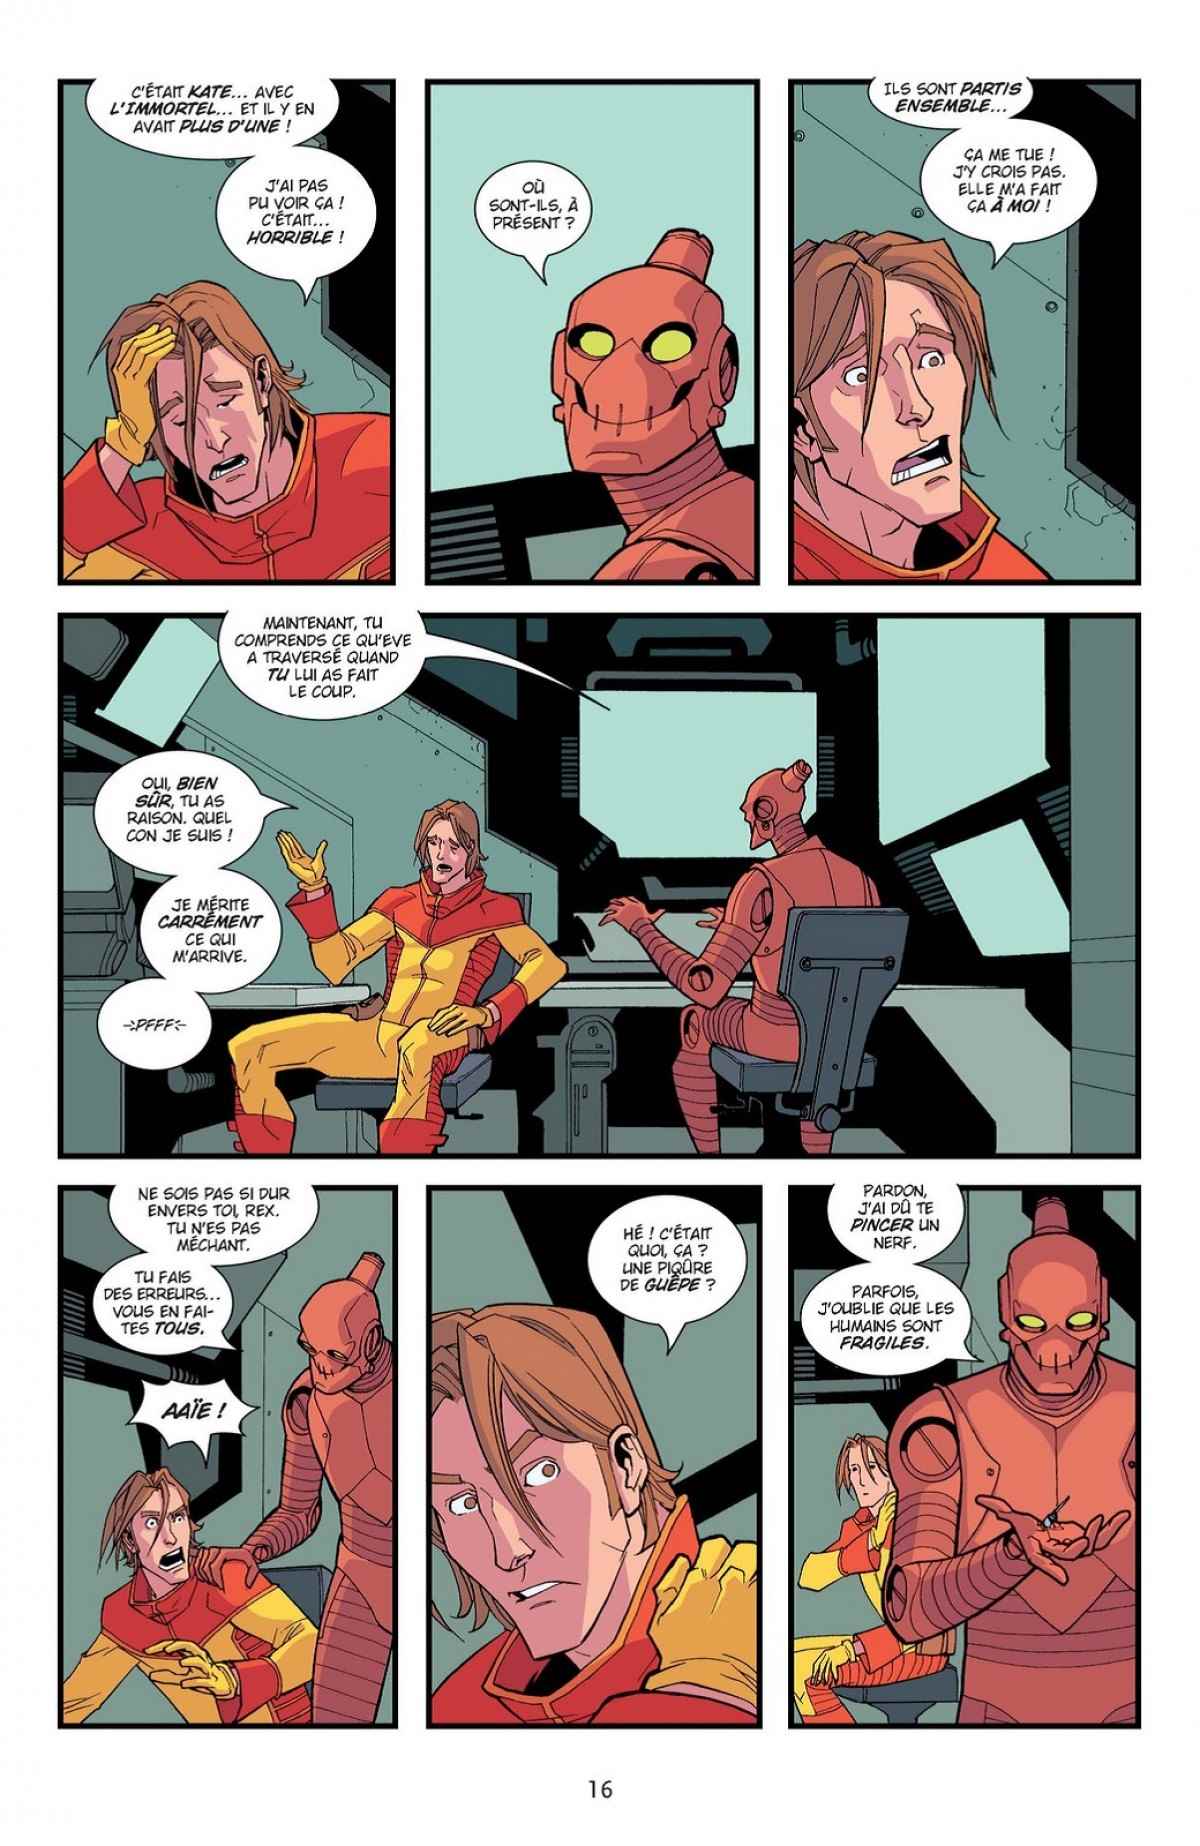 C'ÉTAIT KATE... AVEC
L'IMMORTEL... ET IL Y EN
AVAIT PLUS D'UNE !
J'AI PAS
PU VOIR ÇA !
C'ÉTAIT...
HORRIBLE !
OÙ
SONT-ILS, À
PRÉSENT ?
ILS SONT PARTIS
ENSEMBLE...
ÇA ME TUE !
J'Y CROIS PAS.
ELLE M'A FAIT
ÇA À MOI !
MAINTENANT, TU
COMPRENDS CE QU'EVE
A TRAVERSÉ QUAND
TU LUI AS FAIT
LE COUP.
OUI, BIEN
SÛR, TU AS
RAISON. QUEL
CON JE SUIS !
JE MÉRITE
CARRÉMENT
CE QUI
M'ARRIVE.
-PFFF-
NE SOIS PAS SI DUR
ENVERS TOI, REX.
TU N'ES PAS
MÉCHANT.
TU FAIS
DES ERREURS...
VOUS EN FAI-
TES TOUS.
AAÏE !
HÉ ! C'ÉTAIT
QUOI, ÇA ?
UNE PIQÛRE
DE GUÊPE ?
PARDON,
J'AI DÛ TE
PINCER UN
NERF.
PARFOIS,
J'OUBLIE QUE LES
HUMAINS SONT
FRAGILES.
16